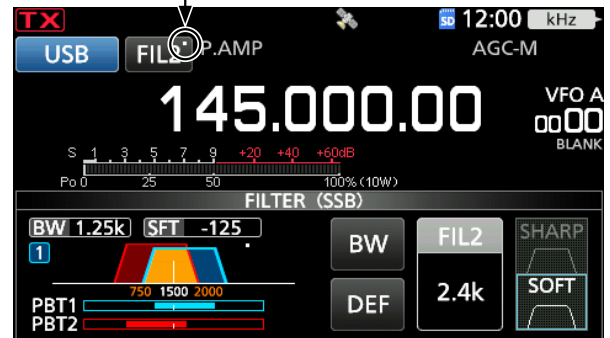 TX SD 12:00 kHz
USB FIL2 P.AMP AGC-M
145.000.00 VFO A
0000
BLANK
S 1 . 3 . 5 . 7 . 9 +20 +40 +60dB
Po 0 25 50 100% (10W)
FILTER (SSB)
BW 1.25k SFT -125
1
BW
FIL2
SHARP
750 1500 2000
DEF
2.4k
SOFT
PBT1
PBT2